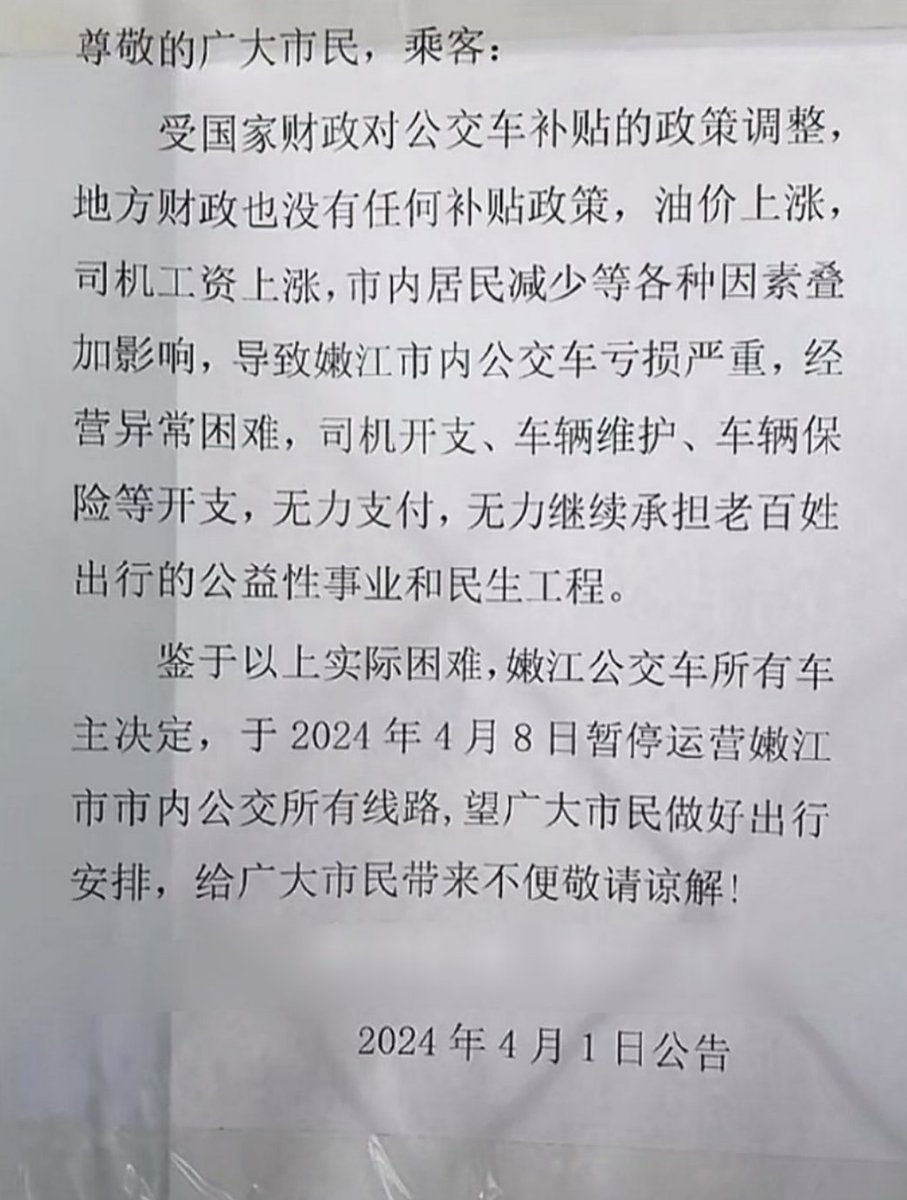 尊敬的广大市民，乘客：
受国家财政对公交车补贴的政策调整，
地方财政也没有任何补贴政策，油价上涨，
司机工资上涨,市内居民减少等各种因素叠
加影响，导致嫩江市内公交车亏损严重，经
营异常困难，司机开支、车辆维护、车辆保
险等开支，无力支付，无力继续承担老百姓
出行的公益性事业和民生工程。
鉴于以上实际困难,嫩江公交车所有车
主决定，于2024年4月8日暂停运营嫩江
市市内公交所有线路,望广大市民做好出行
安排，给广大市民带来不便敬请谅解！
2024年4月1日公告